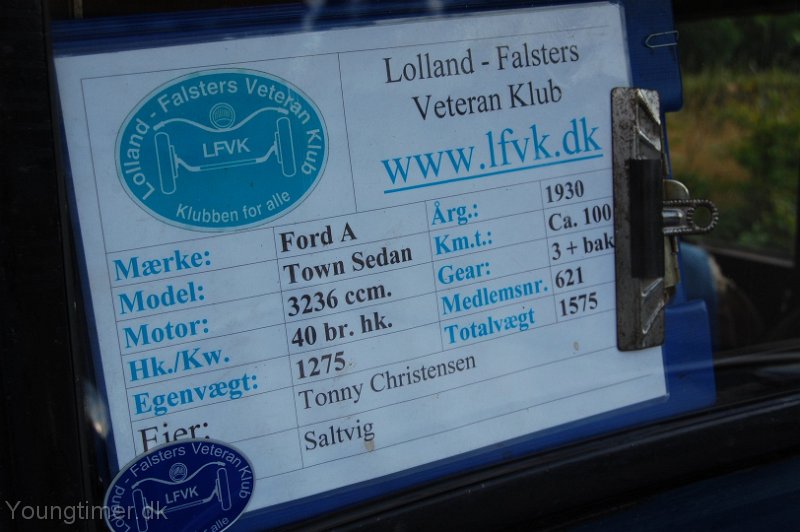 Lolland - Falsters Veteran Klub
LFVK
Klubben for alle
Lolland - Falsters
Veteran Klub
www.lfvk.dk
Mærke: Ford A Årg.: 1930
Model: Town Sedan Km.t.: Ca. 100
Motor: 3236 ccm. Gear: 3 + bak
Hk./Kw. 40 br. hk. Medlemsnr. 621
Egenvægt: 1275 Totalvægt 1575
Ejer: Tonny Christensen
Saltvig
Lolland - Falsters Veteran Klub
LFVK
Youngtimer.dk